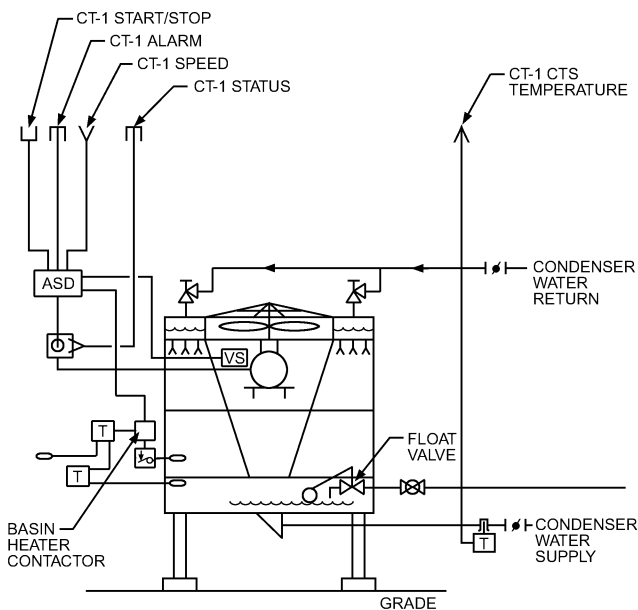 CT-1 START/STOP
CT-1 ALARM
CT-1 SPEED
CT-1 STATUS
CT-1 CTS
TEMPERATURE
ASD
CONDENSER
WATER
RETURN
VS
T
T
FLOAT
VALVE
BASIN
HEATER
CONTACTOR
T
CONDENSER
WATER
SUPPLY
GRADE